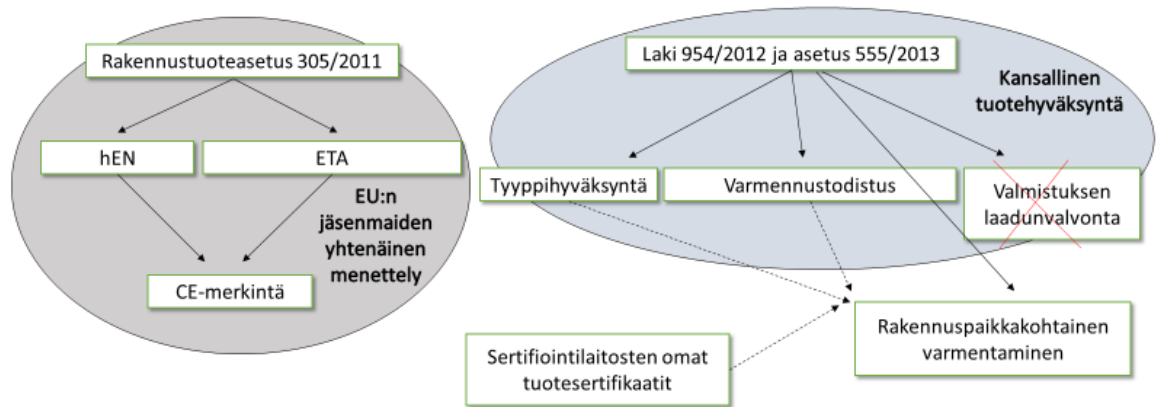 Rakennustuoteasetus 305/2011
hEN
ETA
EU:n
jäsenmaiden
yhtenäinen
menettely
CE-merkintä
Laki 954/2012 ja asetus 555/2013
Kansallinen
tuotehyväksyntä
Tyyppihyväksyntä
Varmennustodistus
Valmistuksen
laadunvalvonta
Rakennuspaikkakohtainen
varmentaminen
Sertifiointilaitosten omat
tuotesertifikaatit